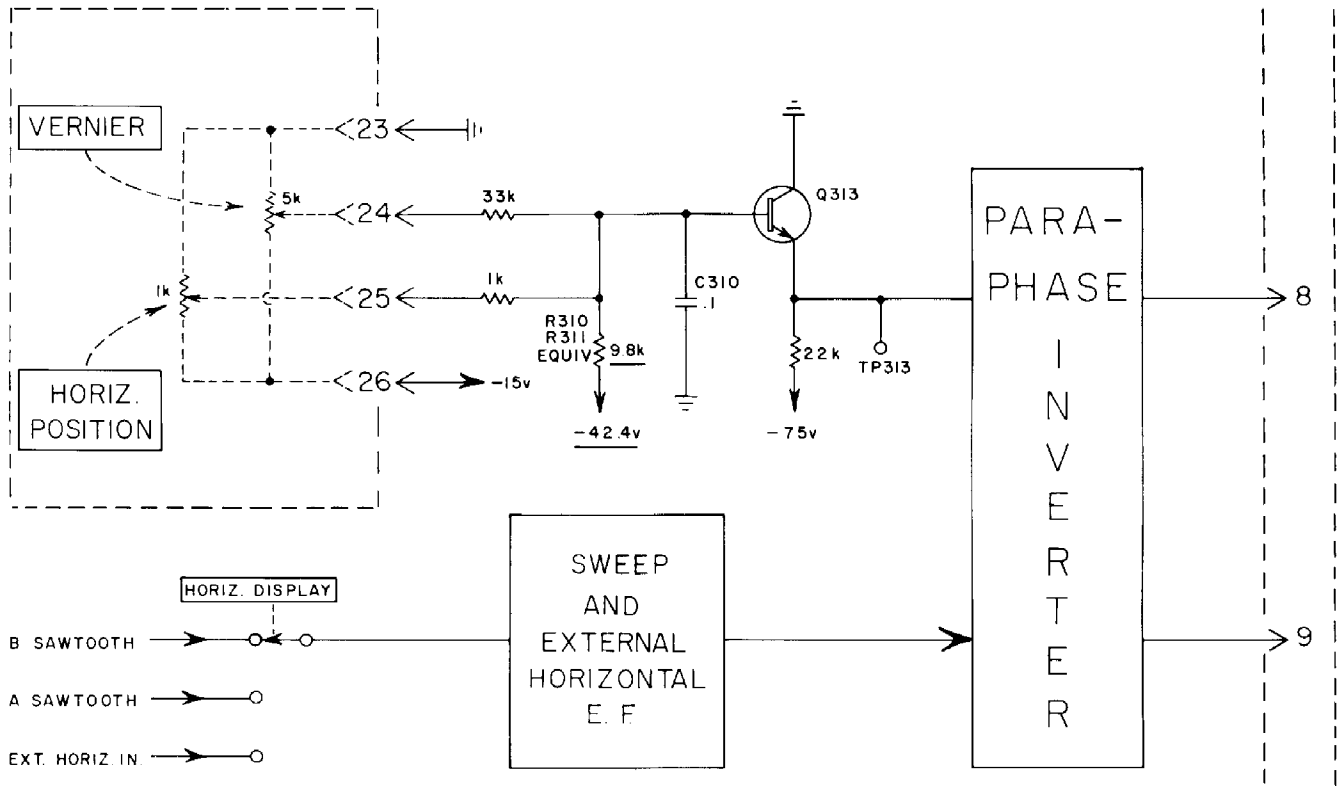 VERNIER
23
5k
24
33k
Q313
1k
25
1k
C310
.1
R310
R311
EQUIV
9.8k
22k
TP313
HORIZ.
POSITION
26
-15v
-42.4v
-75v
PARA-
PHASE
INVERTER
8
9
HORIZ. DISPLAY
SWEEP
AND
EXTERNAL
HORIZONTAL
E. F.
B SAWTOOTH
A SAWTOOTH
EXT. HORIZ. IN.